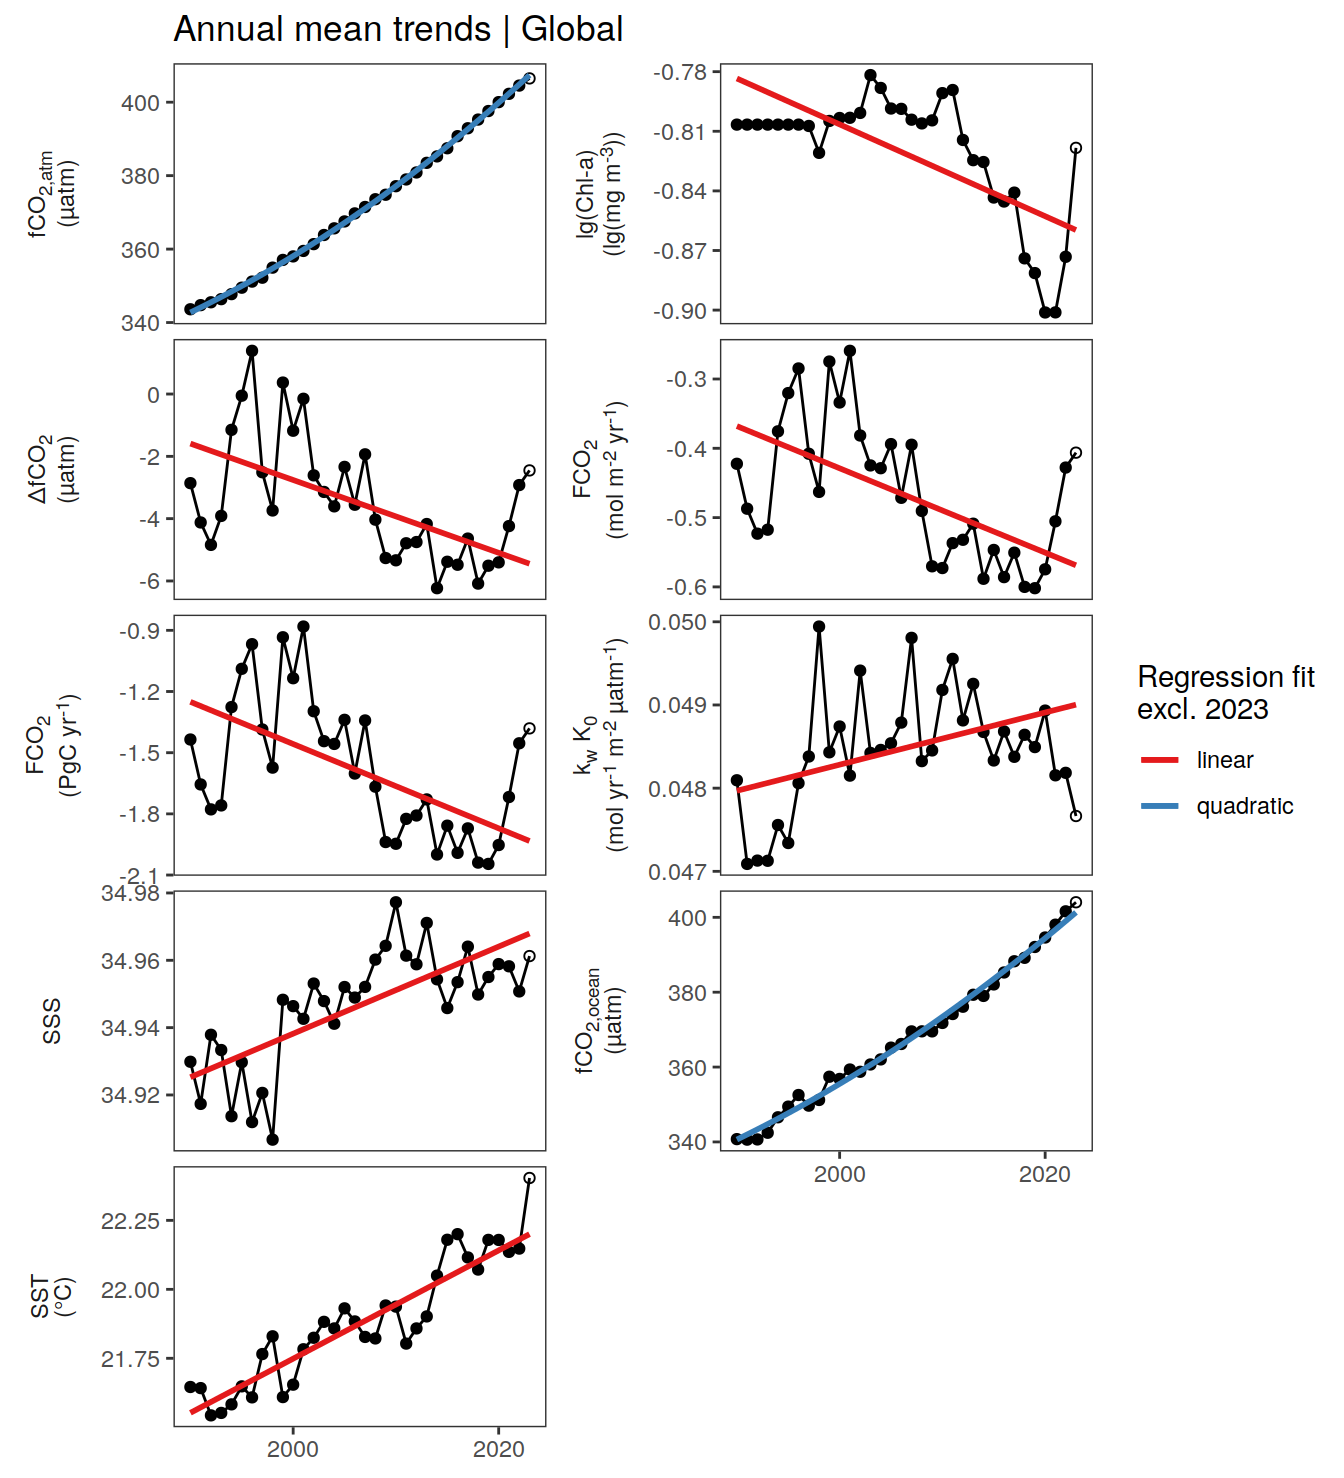 Annual mean trends | Global
fCO2,atm
(µatm)
400
380
360
340
lg(Chl-a)
(lg(mg m-3))
-0.78
-0.81
-0.84
-0.87
-0.90
ΔfCO2
(µatm)
0
-2
-4
-6
FCO2
(mol m-2 yr-1)
-0.3
-0.4
-0.5
-0.6
FCO2
(PgC yr-1)
-0.9
-1.2
-1.5
-1.8
-2.1
kw K0
(mol yr-1 m-2 µatm-1)
0.050
0.049
0.048
0.047
Regression fit
excl. 2023
linear
quadratic
SSS
34.98
34.96
34.94
34.92
fCO2,ocean
(µatm)
400
380
360
340
2000 2020
SST
(°C)
22.25
22.00
21.75
2000 2020